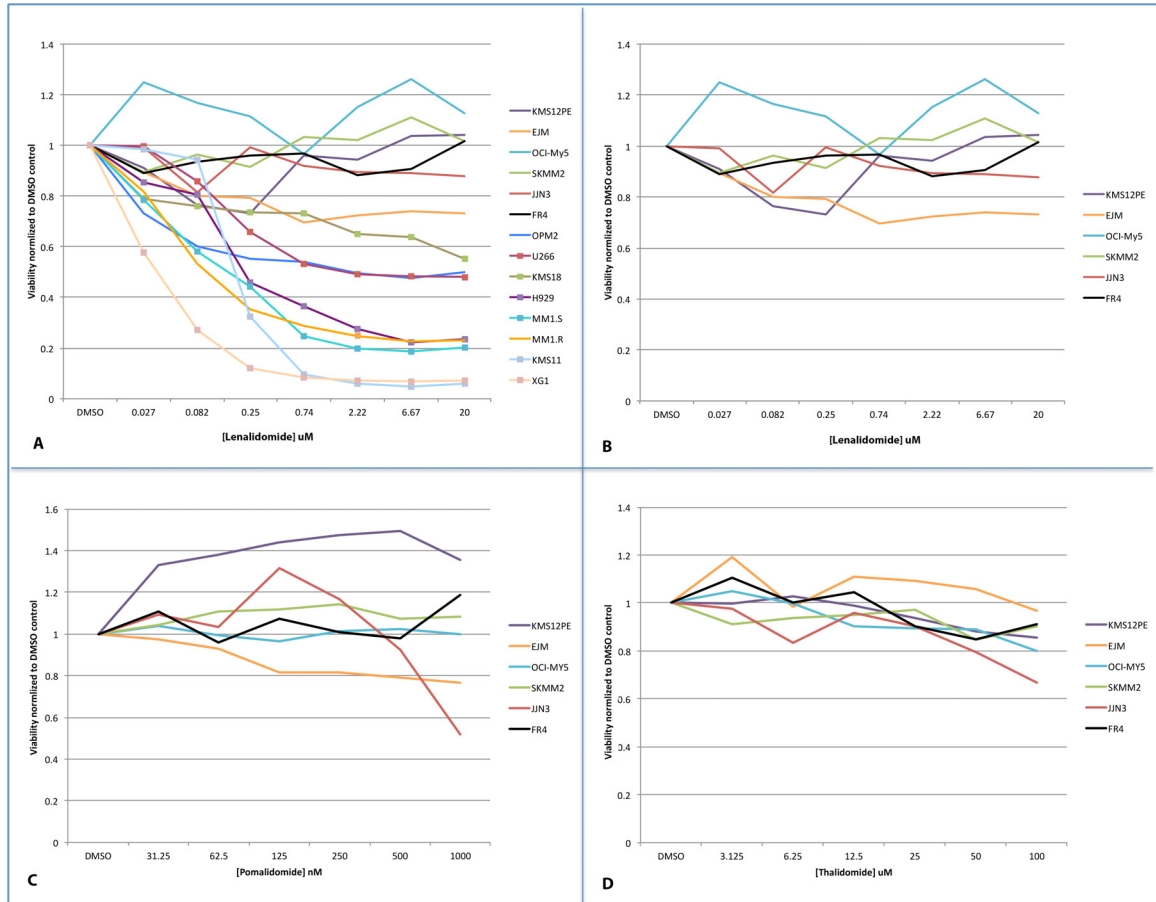 Viability normlized to DMSO control
1.4
1.2
1
0.8
0.6
0.4
0.2
0
DMSO 0.027 0.082 0.25 0.74 2.22 6.67 20
[Lenalidomide] uM
KMS12PE
EJM
OCI-My5
SKMM2
JJN3
FR4
OPM2
U266
KMS18
H929
MM1.S
MM1.R
KMS11
XG1
A
Viability normlized to DMSO control
1.4
1.2
1
0.8
0.6
0.4
0.2
0
DMSO 0.027 0.082 0.25 0.74 2.22 6.67 20
[Lenalidomide] uM
KMS12PE
EJM
OCI-My5
SKMM2
JJN3
FR4
B
Viability normlized to DMSO control
1.6
1.4
1.2
1
0.8
0.6
0.4
0.2
0
DMSO 31.25 62.5 125 250 500 1000
[Pomalidomide] nM
KMS12PE
EJM
OCI-MY5
SKMM2
JJN3
FR4
C
Viability normlized to DMSO control
1.4
1.2
1
0.8
0.6
0.4
0.2
0
DMSO 3.125 6.25 12.5 25 50 100
[Thalidomide] uM
KMS12PE
EJM
OCI-MY5
SKMM2
JJN3
FR4
D